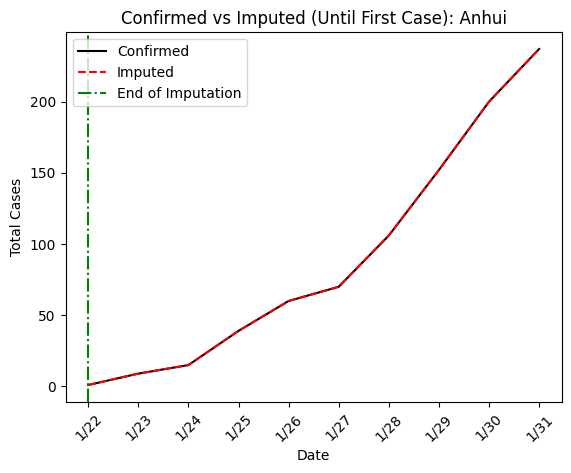 Confirmed vs Imputed (Until First Case): Anhui
Confirmed
Imputed
End of Imputation
Total Cases
200
150
100
50
0
1/22
1/23
1/24
1/25
1/26
1/27
1/28
1/29
1/30
1/31
Date